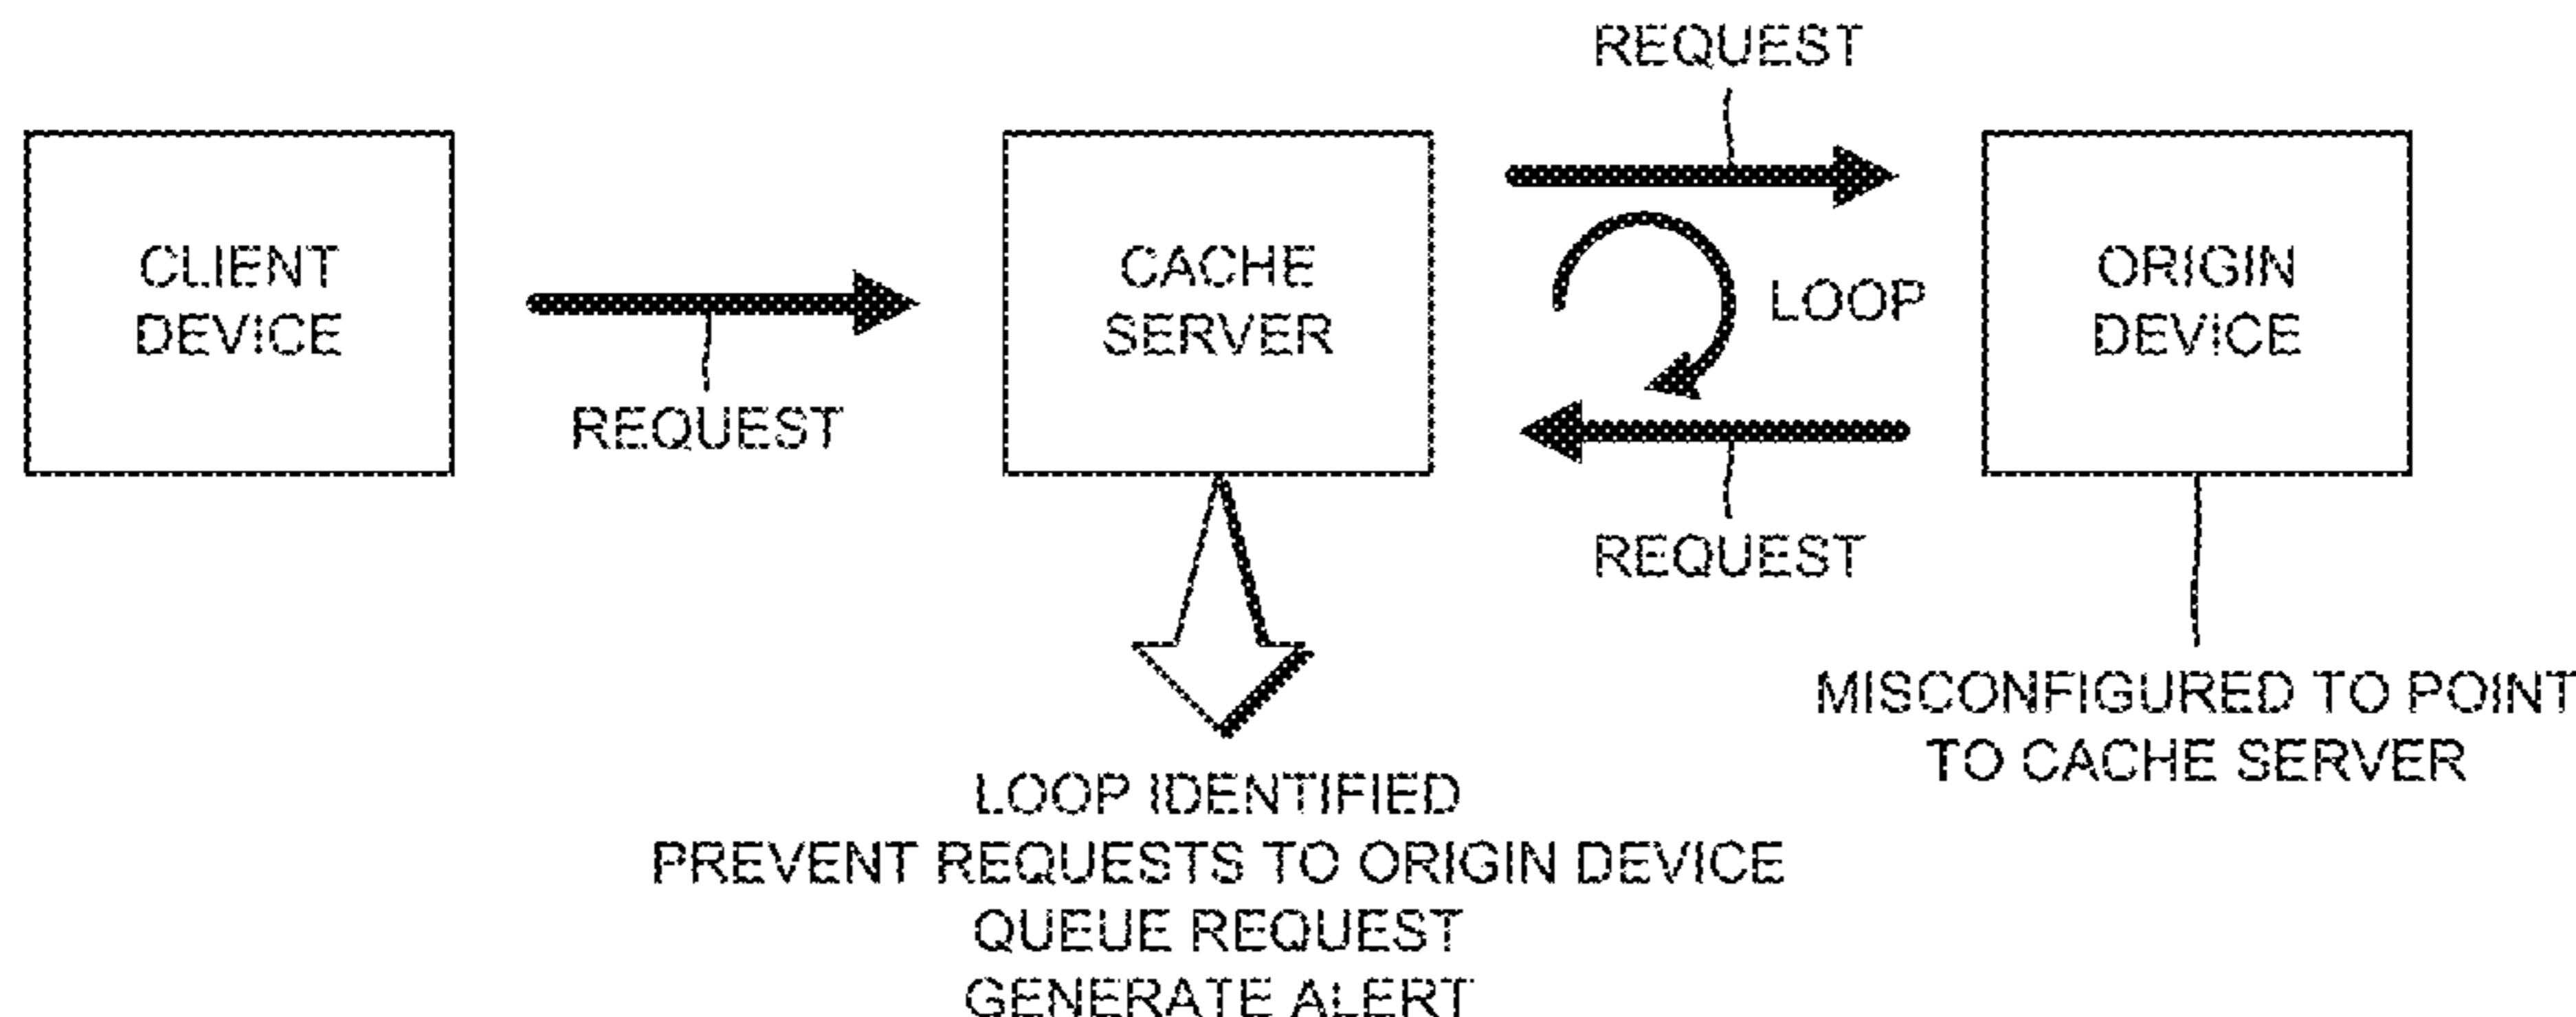 REQUEST
CLIENT
DEVICE
REQUEST
CACHE
SERVER
LOOP
REQUEST
ORIGIN
DEVICE
MISCONFIGURED TO POINT
TO CACHE SERVER
LOOP IDENTIFIED
PREVENT REQUESTS TO ORIGIN DEVICE
QUEUE REQUEST
GENERATE ALERT